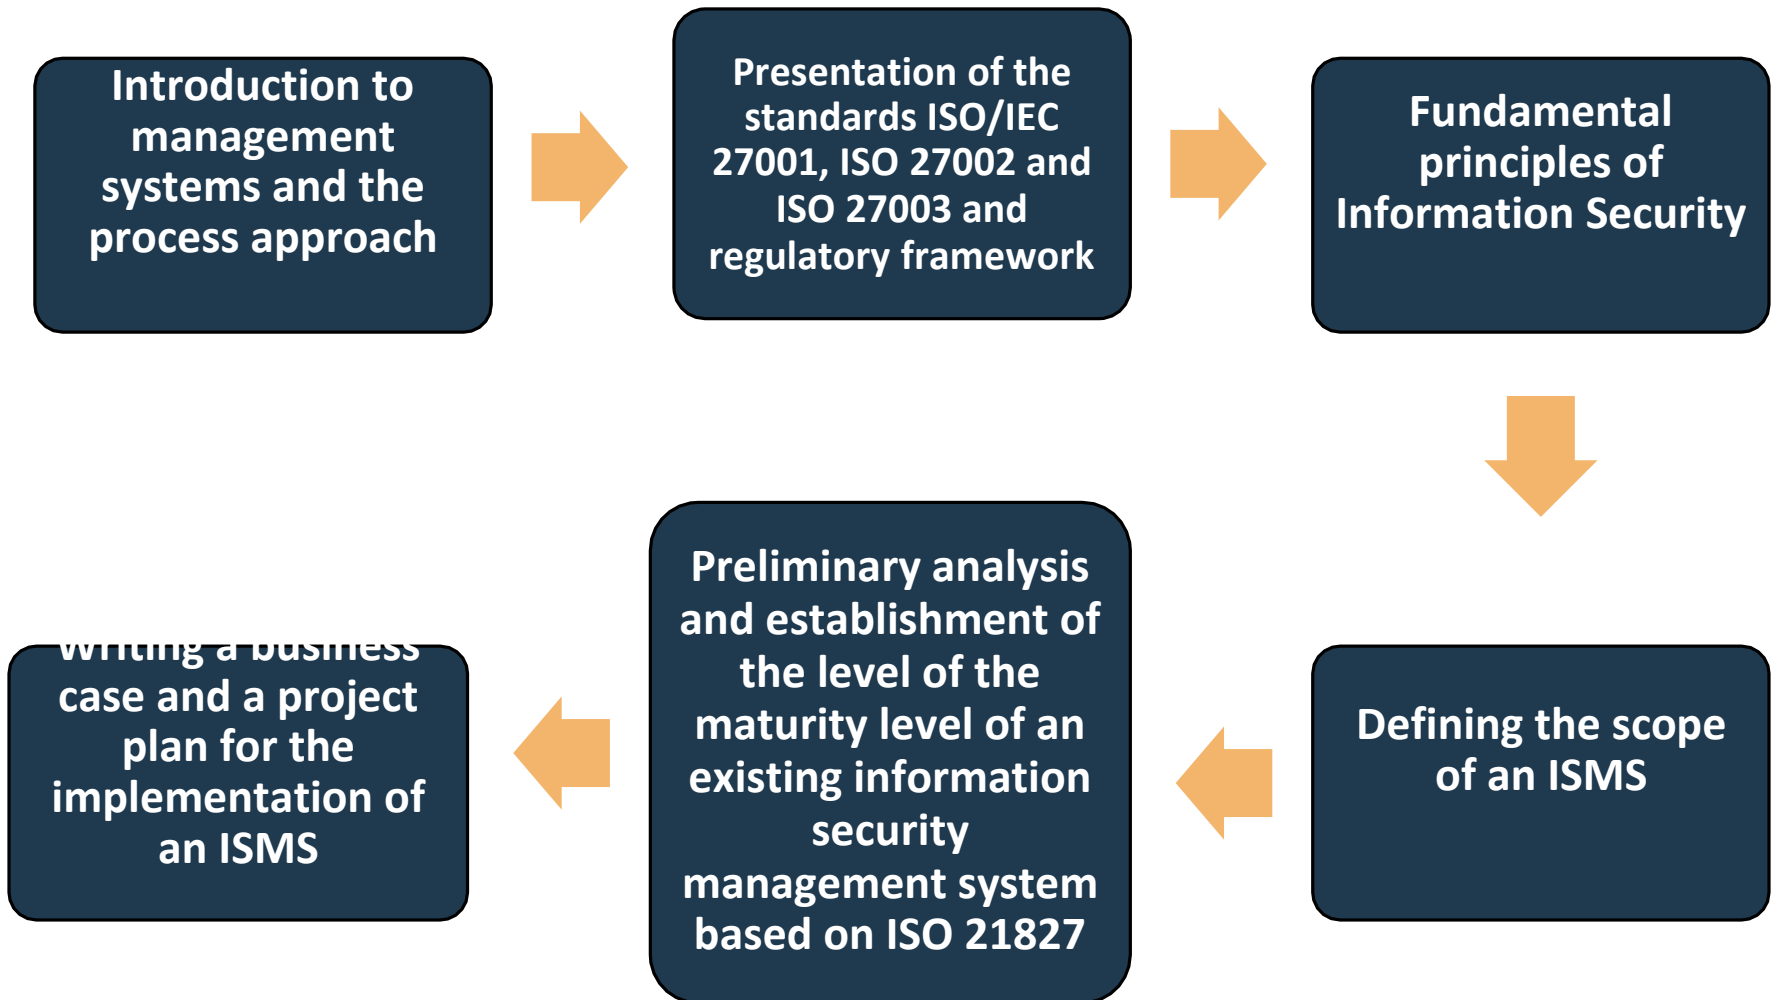 Introduction to
management
systems and the
process approach
Presentation of the
standards ISO/IEC
27001, ISO 27002 and
ISO 27003 and
regulatory framework
Fundamental
principles of
Information Security
Defining the scope
of an ISMS
Preliminary analysis
and establishment of
the level of the
maturity level of an
existing information
security
management system
based on ISO 21827
Writing a business
case and a project
plan for the
implementation of
an ISMS